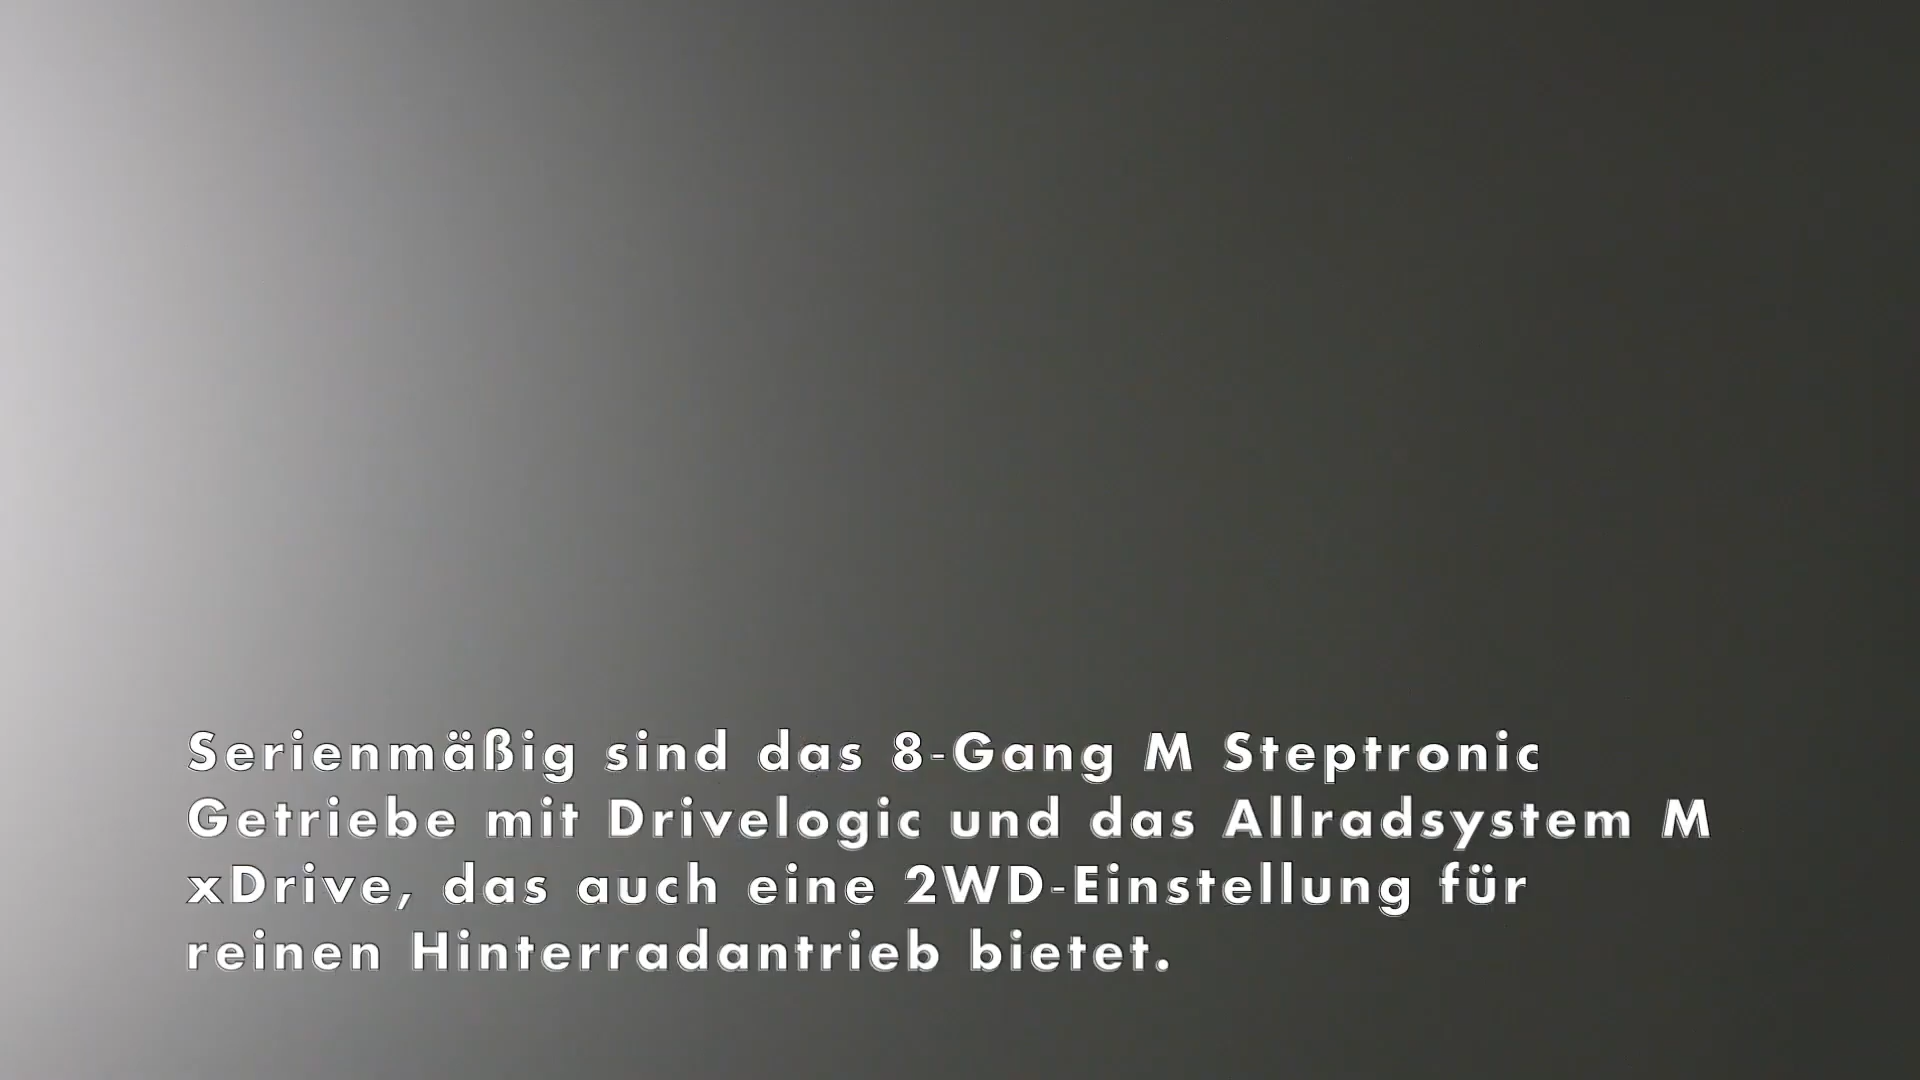 Serienmäßig sind das 8-Gang M Steptronic
Getriebe mit Drivelogic und das Allradsystem M
xDrive, das auch eine 2WD-Einstellung für
reinen Hinterradantrieb bietet.